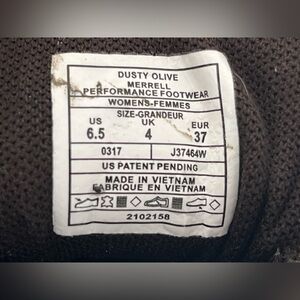 DUSTY OLIVE
MERRELL
PERFORMANCE FOOTWEAR
WOMENS-FEMMES
SIZE-GRANDEUR
US UK EUR
6.5 4 37
0317 J37464W
US PATENT PENDING
MADE IN VIETNAM
FABRIQUE EN VIETNAM
2102158